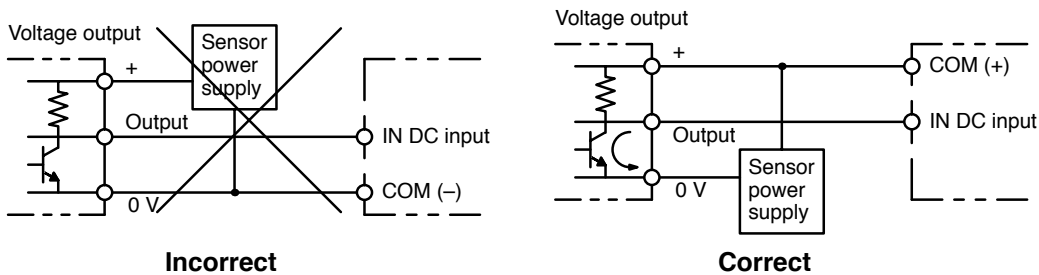 Voltage output
+
Sensor
power
supply
Output
IN DC input
0 V
COM (–)
Incorrect
Voltage output
+
COM (+)
Output
IN DC input
0 V
Sensor
power
supply
Correct